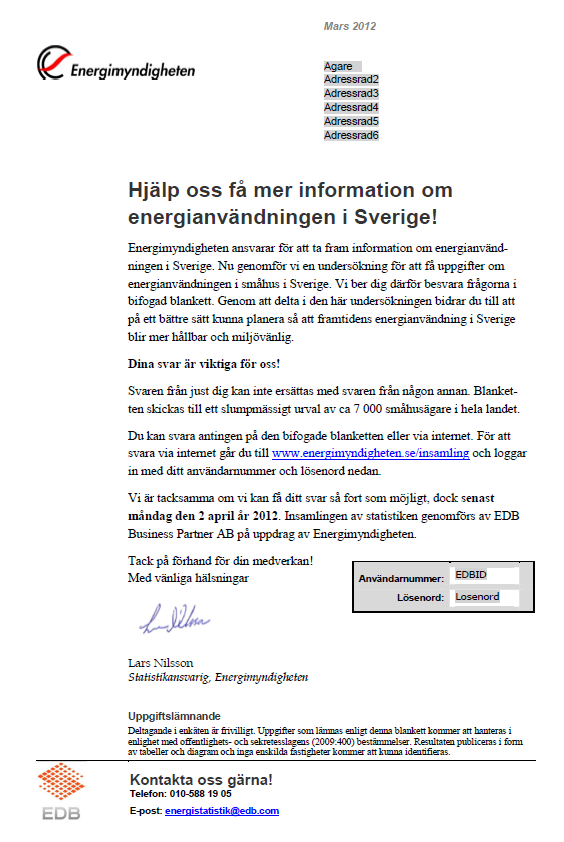 Mars 2012
Energimyndigheten
Agare
Adressrad2
Adressrad3
Adressrad4
Adressrad5
Adressrad6
Hjälp oss få mer information om
energianvändningen i Sverige!
Energimyndigheten ansvarar för att ta fram information om energianvänd-
ningen i Sverige. Nu genomför vi en undersökning för att få uppgifter om
energianvändningen i småhus i Sverige. Vi ber dig därför besvara frågorna i
bifogad blankett. Genom att delta i den här undersökningen bidrar du till att
på ett bättre sätt kunna planera så att framtidens energianvändning i Sverige
blir mer hållbar och miljövänlig.
Dina svar är viktiga för oss!
Svaren från just dig kan inte ersättas med svaren från någon annan. Blanket-
ten skickas till ett slumpmässigt urval av ca 7 000 småhusägare i hela landet.
Du kan svara antingen på den bifogade blanketten eller via internet. För att
svara via internet går du till www.energimyndigheten.se/insamling och loggar
in med ditt användarnummer och lösenord nedan.
Vi är tacksamma om vi kan få ditt svar så fort som möjligt, dock senast
måndag den 2 april år 2012. Insamlingen av statistiken genomförs av EDB
Business Partner AB på uppdrag av Energimyndigheten.
Tack på förhand för din medverkan!
Med vänliga hälsningar
Användarnummer: EDBID
Lösenord: Losenord
Lars Nilsson
Statistikansvarig, Energimyndigheten
Uppgiftslämnande
Deltagande i enkäten är frivilligt. Uppgifter som lämnas enligt denna blankett kommer att hanteras i
enlighet med offentlighets- och sekretesslagens (2009:400) bestämmelser. Resultaten publiceras i form
av tabeller och diagram och inga enskilda fastigheter kommer att kunna identifieras.
Kontakta oss gärna!
Telefon: 010-588 19 05
E-post: energistatistik@edb.com
EDB